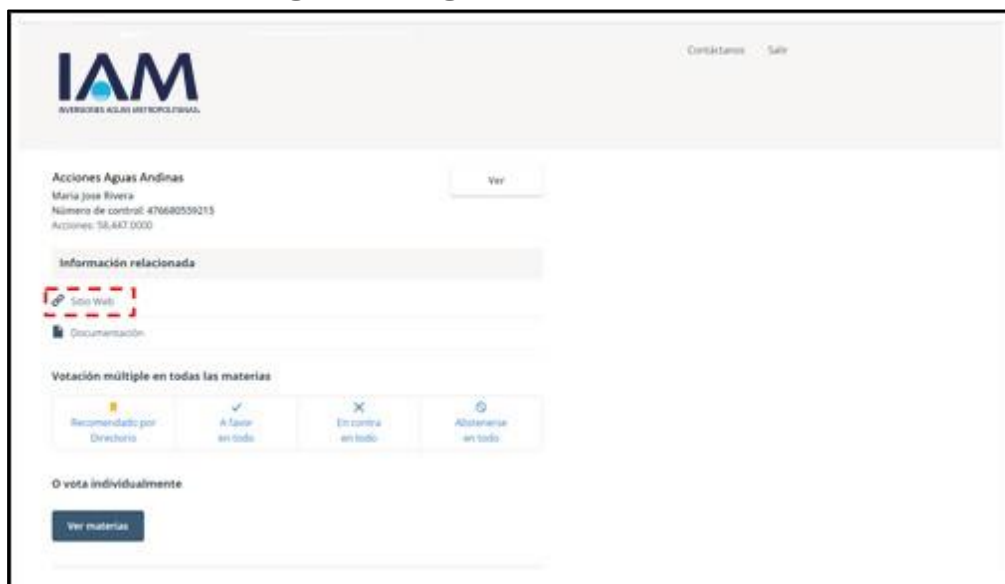 Contáctanos Salir
IAM
INVERSIONES AGUAS METROPOLITANAS.
Acciones Aguas Andinas
Ver
Maria Jose Rivera
Número de control: 476680559215
Acciones: 58,447.0000
Información relacionada
Sitio Web
Documentación
Votación múltiple en todas las materias
Recomendado por
Directorio
A favor
en todo
En contra
en todo
Abstenerse
en todo
O vota individualmente
Ver materias